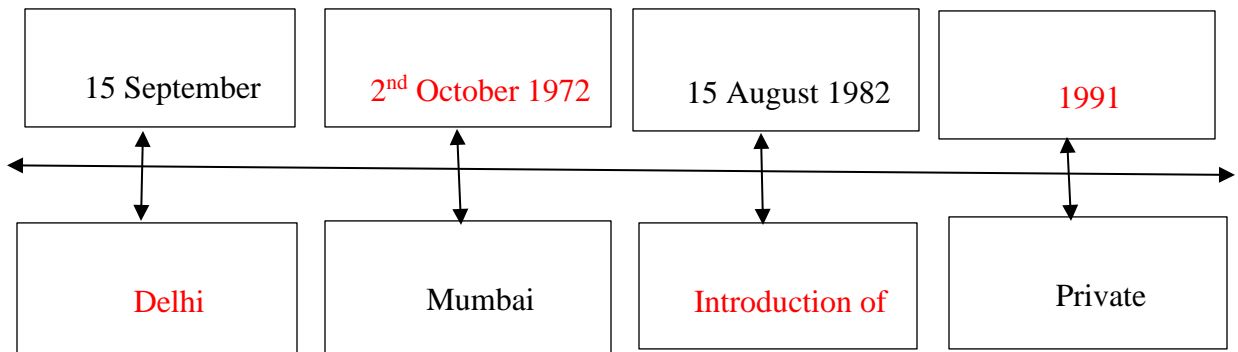 15 September
2nd October 1972
15 August 1982
1991
Delhi
Mumbai
Introduction of
Private